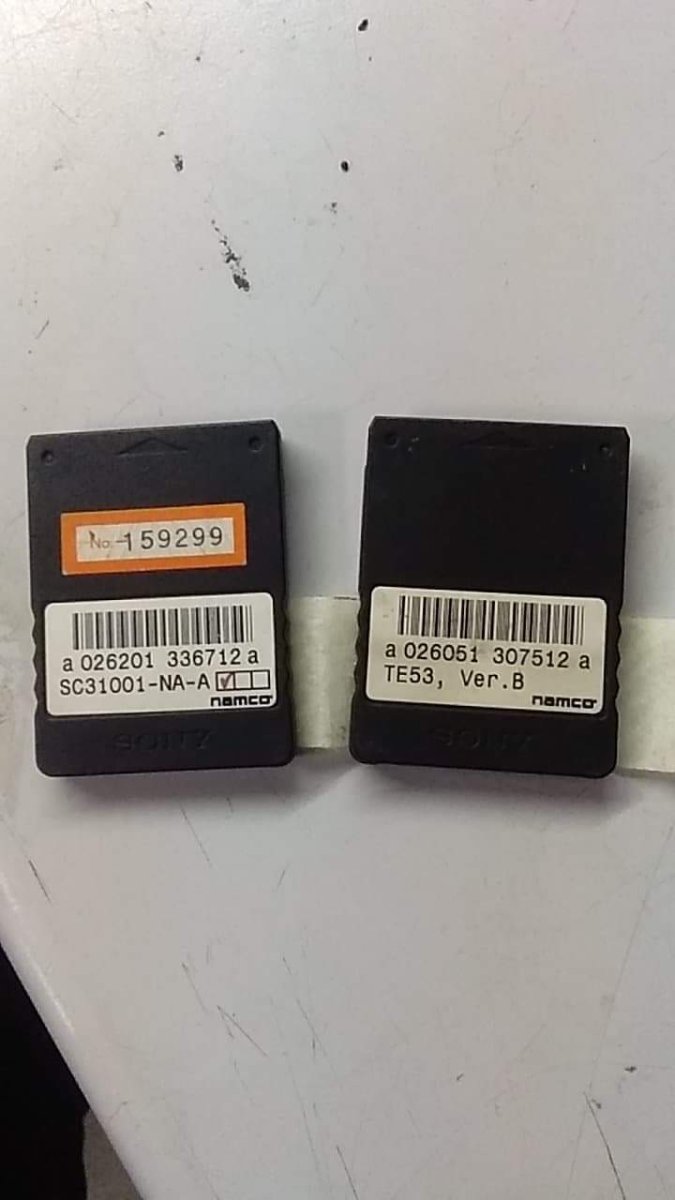 No. 159299
a 026201 336712 a
SC31001-NA-A
namco
SONY
a 026051 307512 a
TE53, Ver.B
namco
SONY